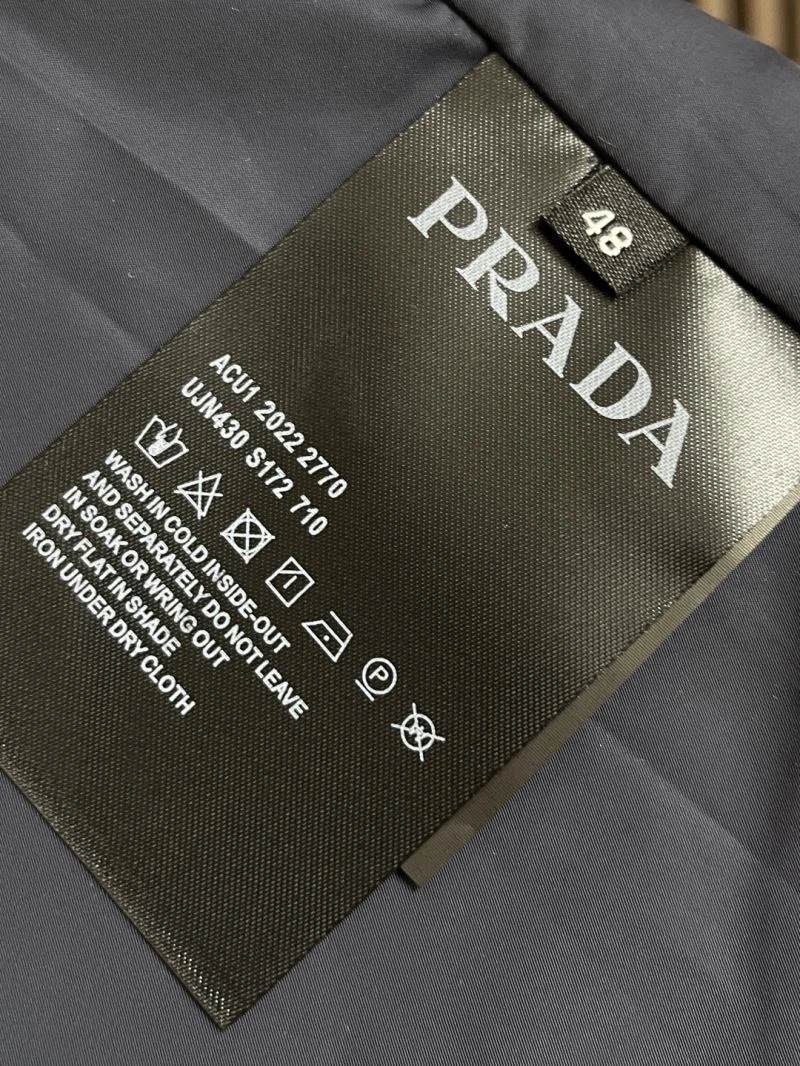 PRADA
48
ACU1 2022 2770
UJN430 S172 710
P
WASH IN COLD INSIDE-OUT
AND SEPARATELY DO NOT LEAVE
IN SOAK OR WRING OUT
DRY FLAT IN SHADE
IRON UNDER DRY CLOTH